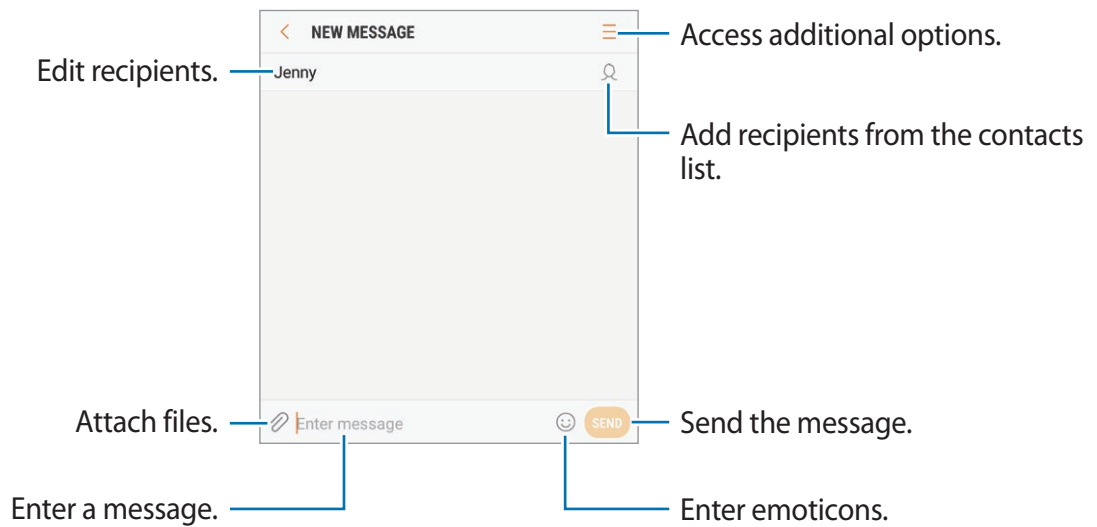 NEW MESSAGE
Access additional options.
Edit recipients.
Jenny
Add recipients from the contacts
list.
Attach files.
Enter message
SEND
Send the message.
Enter a message.
Enter emoticons.